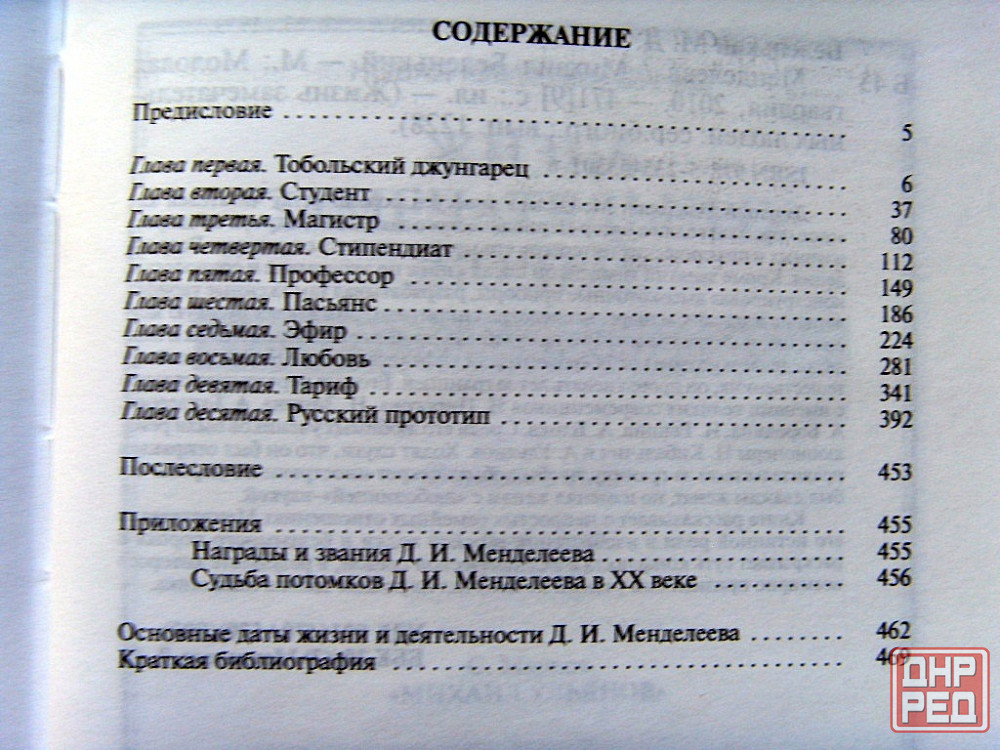 СОДЕРЖАНИЕ
Предисловие 5
Глава первая. Тобольский джунгарец 6
Глава вторая. Студент 37
Глава третья. Магистр 80
Глава четвертая. Стипендиат 112
Глава пятая. Профессор 149
Глава шестая. Пасьянс 186
Глава седьмая. Эфир 224
Глава восьмая. Любовь 281
Глава девятая. Тариф 341
Глава десятая. Русский прототип 392
Послесловие 453
Приложения 455
Награды и звания Д. И. Менделеева 455
Судьба потомков Д. И. Менделеева в XX веке 456
Основные даты жизни и деятельности Д. И. Менделеева 462
Краткая библиография 469
ДНР
РЕД